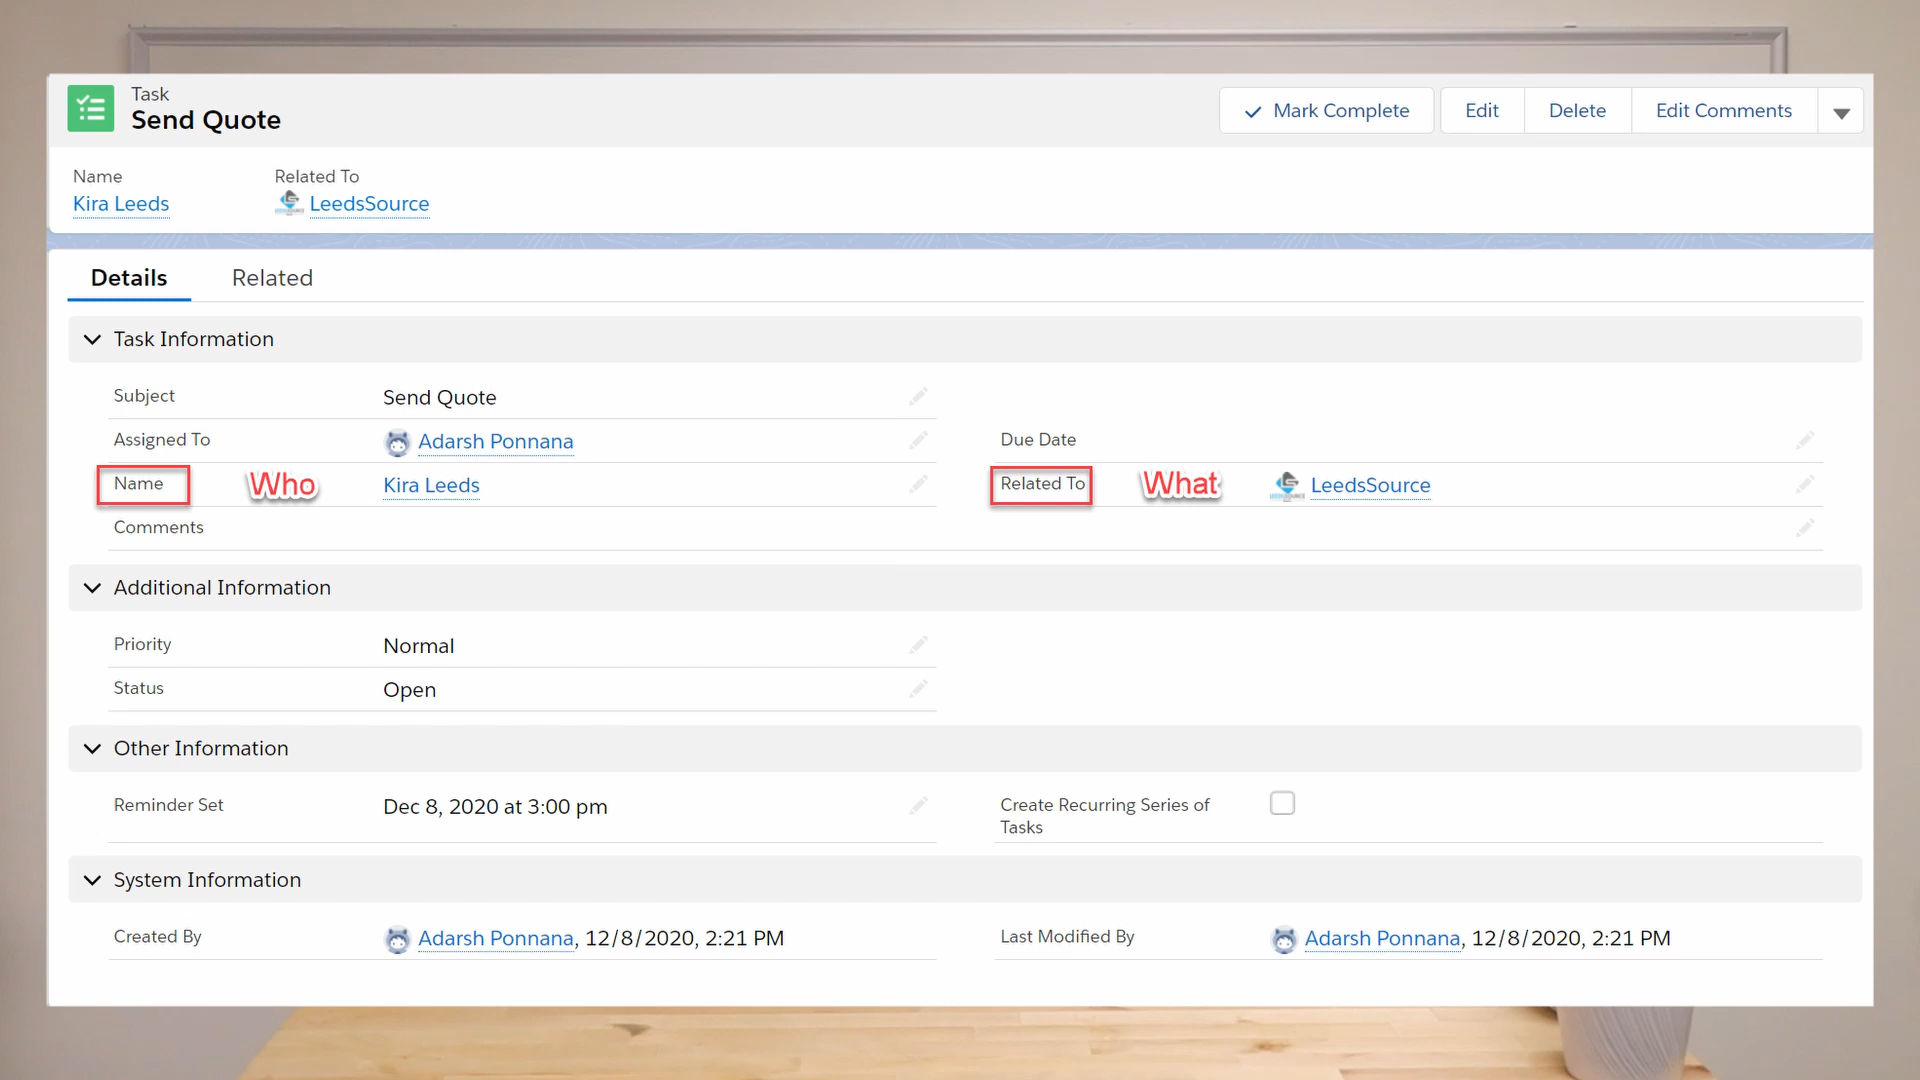 Task
Send Quote
Mark Complete
Edit
Delete
Edit Comments
Name
Related To
Kira Leeds
LeedsSource
Details
Related
Task Information
Subject
Send Quote
Assigned To
Adarsh Ponnana
Due Date
Name
Who
Kira Leeds
Related To
What
LeedsSource
Comments
Additional Information
Priority
Normal
Status
Open
Other Information
Reminder Set
Dec 8, 2020 at 3:00 pm
Create Recurring Series of
Tasks
System Information
Created By
Adarsh Ponnana, 12/8/2020, 2:21 PM
Last Modified By
Adarsh Ponnana, 12/8/2020, 2:21 PM